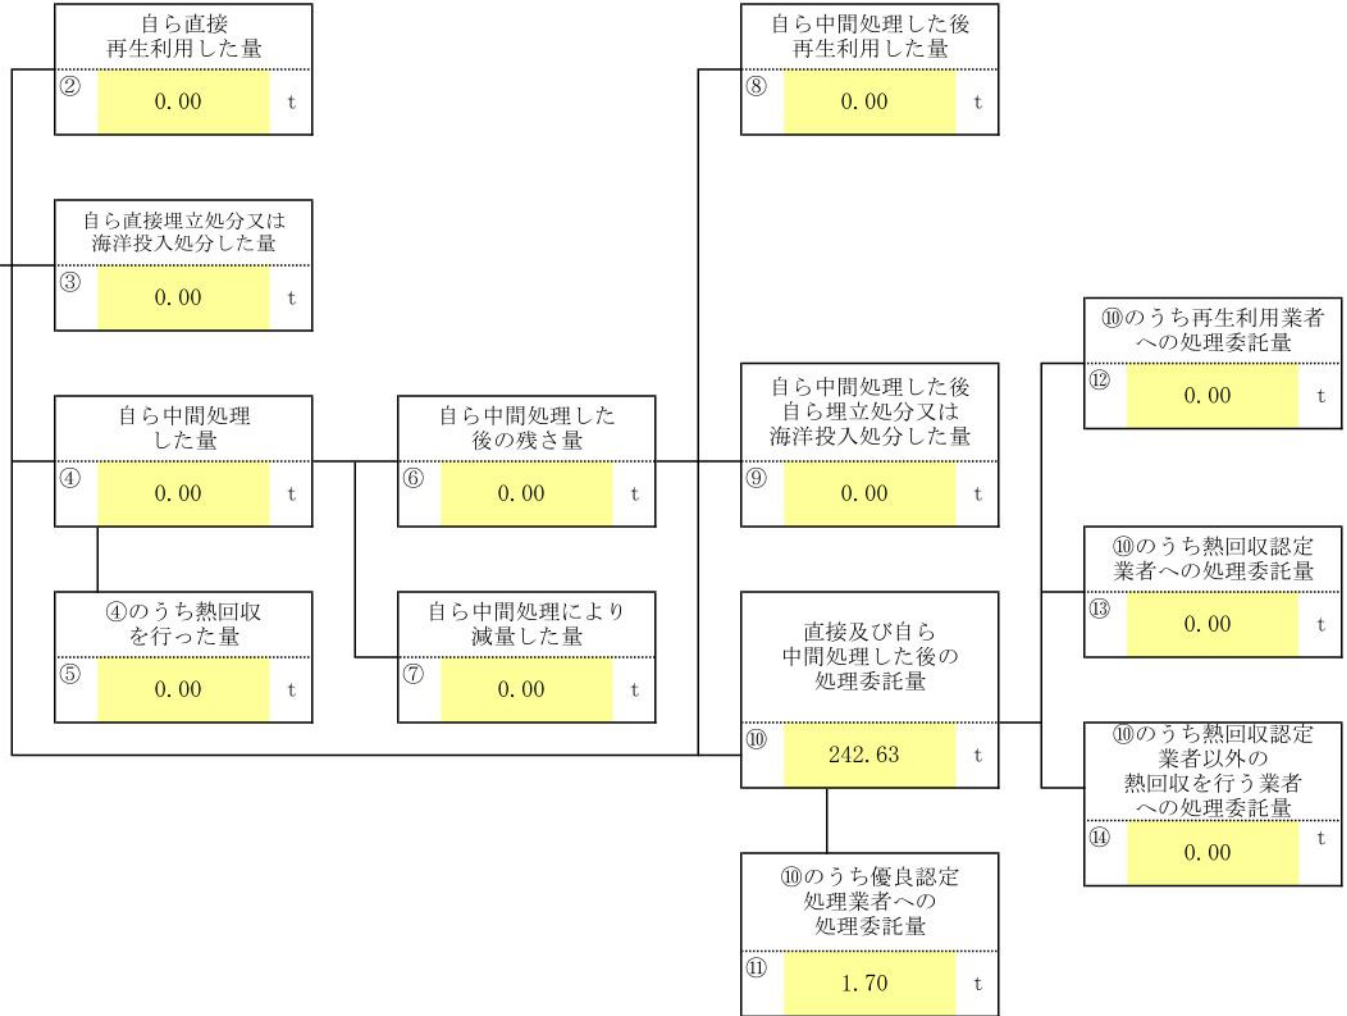 自ら直接
再生利用した量
②
0.00
t
自ら中間処理した後
再生利用した量
⑧
0.00
t
自ら直接埋立処分又は
海洋投入処分した量
③
0.00
t
⑩のうち再生利用業者
への処理委託量
⑫
0.00
t
自ら中間処理
した量
④
0.00
t
自ら中間処理した
後の残さ量
⑥
0.00
t
自ら中間処理した後
自ら埋立処分又は
海洋投入処分した量
⑨
0.00
t
⑩のうち熱回収認定
業者への処理委託量
⑬
0.00
t
④のうち熱回収
を行った量
⑤
0.00
t
自ら中間処理により
減量した量
⑦
0.00
t
直接及び自ら
中間処理した後の
処理委託量
⑩
242.63
t
⑩のうち熱回収認定
業者以外の
熱回収を行う業者
への処理委託量
⑭
0.00
t
⑩のうち優良認定
処理業者への
処理委託量
⑪
1.70
t